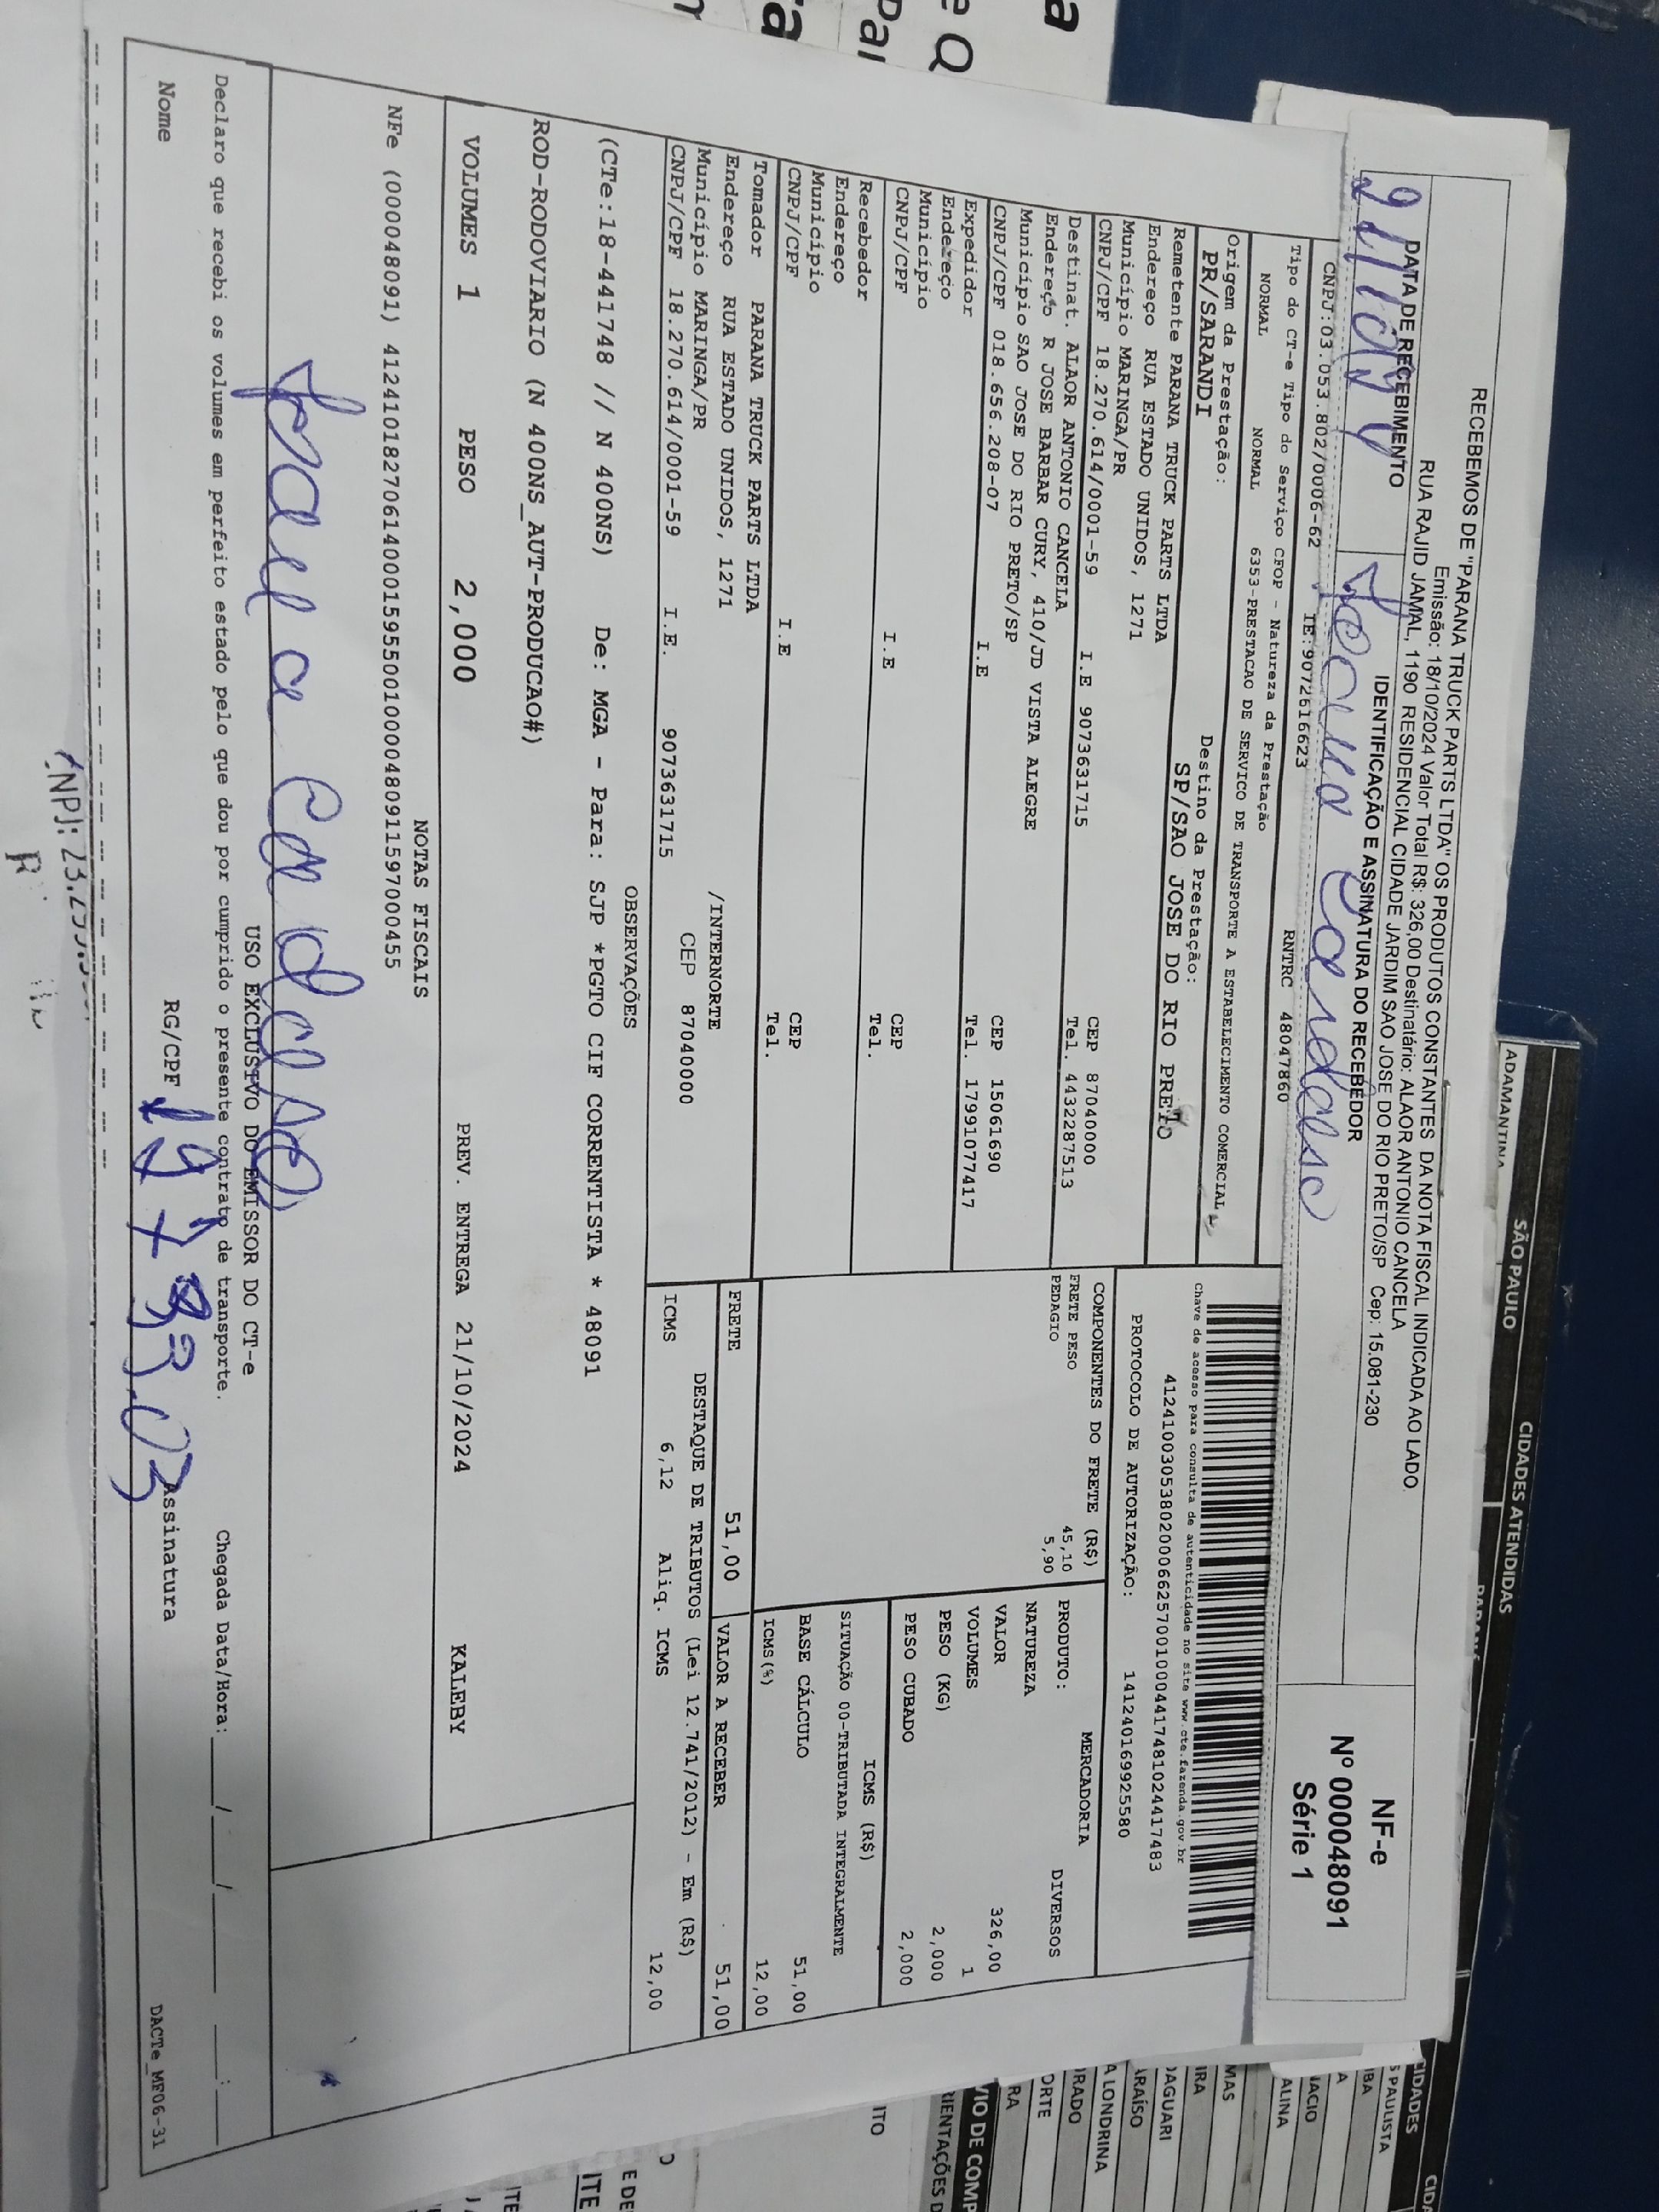 RECEBEMOS DE "PARANA TRUCK PARTS LTDA" OS PRODUTOS CONSTANTES DA NOTA FISCAL INDICADA AO LADO
Emissão: 18/10/2024 Valor Total R$: 326,00 Destinatário: ALAOR ANTONIO CANCELA
RUA RAJID JAMAL, 1190 RESIDENCIAL CIDADE JARDIM SAO JOSE DO RIO PRETO/SP Cep: 15.081-230
DATA DE RECEBIMENTO
IDENTIFICAÇÃO E ASSINATURA DO RECEBEDOR
NF-e
Nº 000048091
Série 1
CNPJ:03.053.802/0006-62 IE:9072616623 RNTRC 48047860
Tipo do CT-e Tipo do Serviço CFOP - Natureza da Prestação
NORMAL NORMAL 6353-PRESTACAO DE SERVICO DE TRANSPORTE A ESTABELECIMENTO COMERCIAL
Origem da Prestação: Destino da Prestação:
PR/SARANDI SP/SAO JOSE DO RIO PRETO
Chave de acesso para consulta de autenticidade no site www.cte.fazenda.gov.br
41241003053802000662570010004417481024417483
PROTOCOLO DE AUTORIZAÇÃO: 141240169925580
Remetente PARANA TRUCK PARTS LTDA
Endereço RUA ESTADO UNIDOS, 1271
Município MARINGA/PR CEP 87040000
CNPJ/CPF 18.270.614/0001-59 I.E 9073631715 Tel. 4432287513
Destinat. ALAOR ANTONIO CANCELA
Endereço R JOSE BARBAR CURY, 410/JD VISTA ALEGRE
Município SAO JOSE DO RIO PRETO/SP CEP 15061690
CNPJ/CPF 018.656.208-07 I.E Tel. 17991077417
Expedidor
Endereço
Município CEP
CNPJ/CPF I.E Tel.
Recebedor
Endereço
Município CEP
CNPJ/CPF I.E Tel.
Tomador PARANA TRUCK PARTS LTDA
Endereço RUA ESTADO UNIDOS, 1271 /INTERNORTE
Município MARINGA/PR CEP 87040000
CNPJ/CPF 18.270.614/0001-59 I.E. 9073631715
COMPONENTES DO FRETE (R$)
FRETE PESO 45,10
PEDAGIO 5,90
MERCADORIA
PRODUTO: DIVERSOS
NATUREZA
VALOR 326,00
VOLUMES 1
PESO (KG) 2,000
PESO CUBADO 2,000
ICMS (R$)
SITUAÇÃO 00-TRIBUTADA INTEGRALMENTE
BASE CÁLCULO 51,00
ICMS(%) 12,00
FRETE 51,00 VALOR A RECEBER 51,00
DESTAQUE DE TRIBUTOS (Lei 12.741/2012) - Em (R$)
ICMS 6,12 Aliq. ICMS 12,00
OBSERVAÇÕES
(CTe:18-441748 // N 400NS) De: MGA - Para: SJP *PGTO CIF CORRENTISTA * 48091
ROD-RODOVIARIO (N 400NS_AUT-PRODUCAO#)
VOLUMES 1 PESO 2,000 PREV. ENTREGA 21/10/2024 KALEBY
NOTAS FISCAIS
NFe (000048091) 41241018270614000159550010000480911597000455
USO EXCLUSIVO DO EMISSOR DO CT-e
Declaro que recebi os volumes em perfeito estado pelo que dou por cumprido o presente contrato de transporte. Chegada Data/Hora: ___/___/______ ___:___
Nome RG/CPF Assinatura
DACTe_MF06-31
ADAMANTINA
SÃO PAULO
CIDADES ATENDIDAS